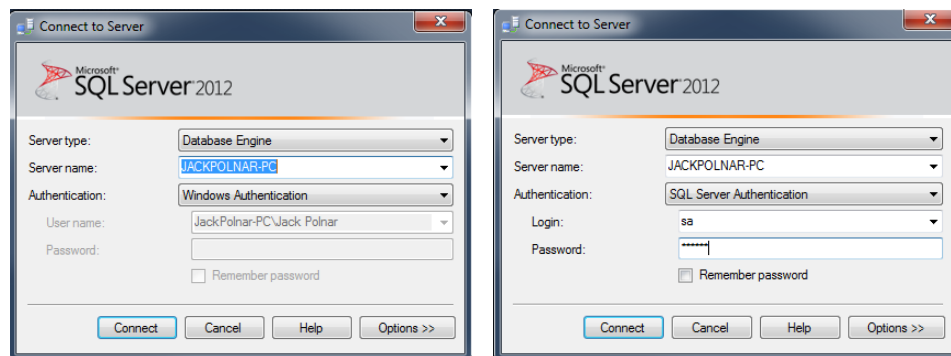 Connect to Server
Microsoft®
SQL Server® 2012
Server type: Database Engine
Server name: JACKPOLNAR-PC
Authentication: Windows Authentication
User name: JackPolnar-PC\Jack Polnar
Password:
Remember password
Connect Cancel Help Options >>
Connect to Server
Microsoft®
SQL Server® 2012
Server type: Database Engine
Server name: JACKPOLNAR-PC
Authentication: SQL Server Authentication
Login: sa
Password: ******
Remember password
Connect Cancel Help Options >>